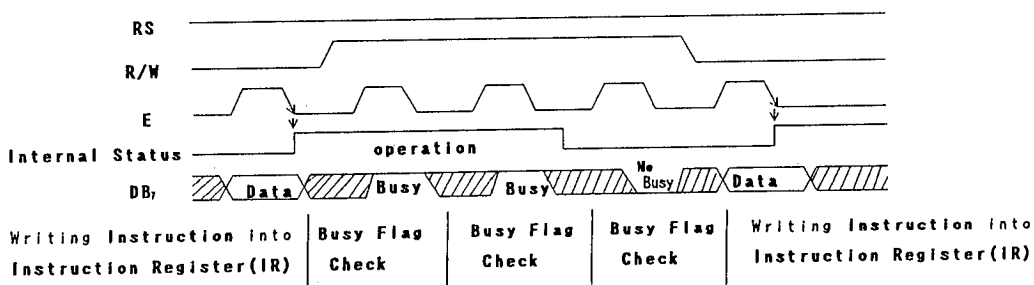 RS
R/W
E
Internal Status
operation
DB₇
Data
Busy
Busy
No
Busy
Data
Writing Instruction into
Instruction Register(IR)
Busy Flag
Check
Busy Flag
Check
Busy Flag
Check
Writing Instruction into
Instruction Register(IR)